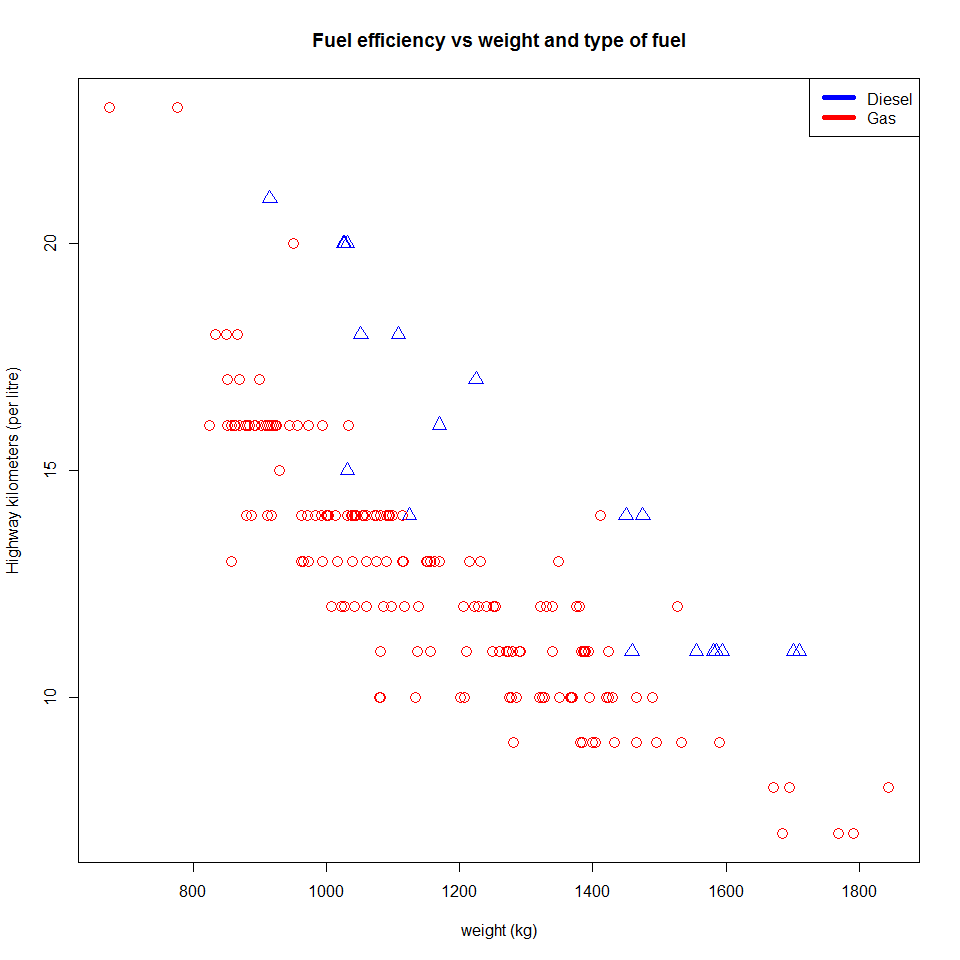 Fuel efficiency vs weight and type of fuel
Diesel
Gas
Highway kilometers (per litre)
20
15
10
800 1000 1200 1400 1600 1800
weight (kg)